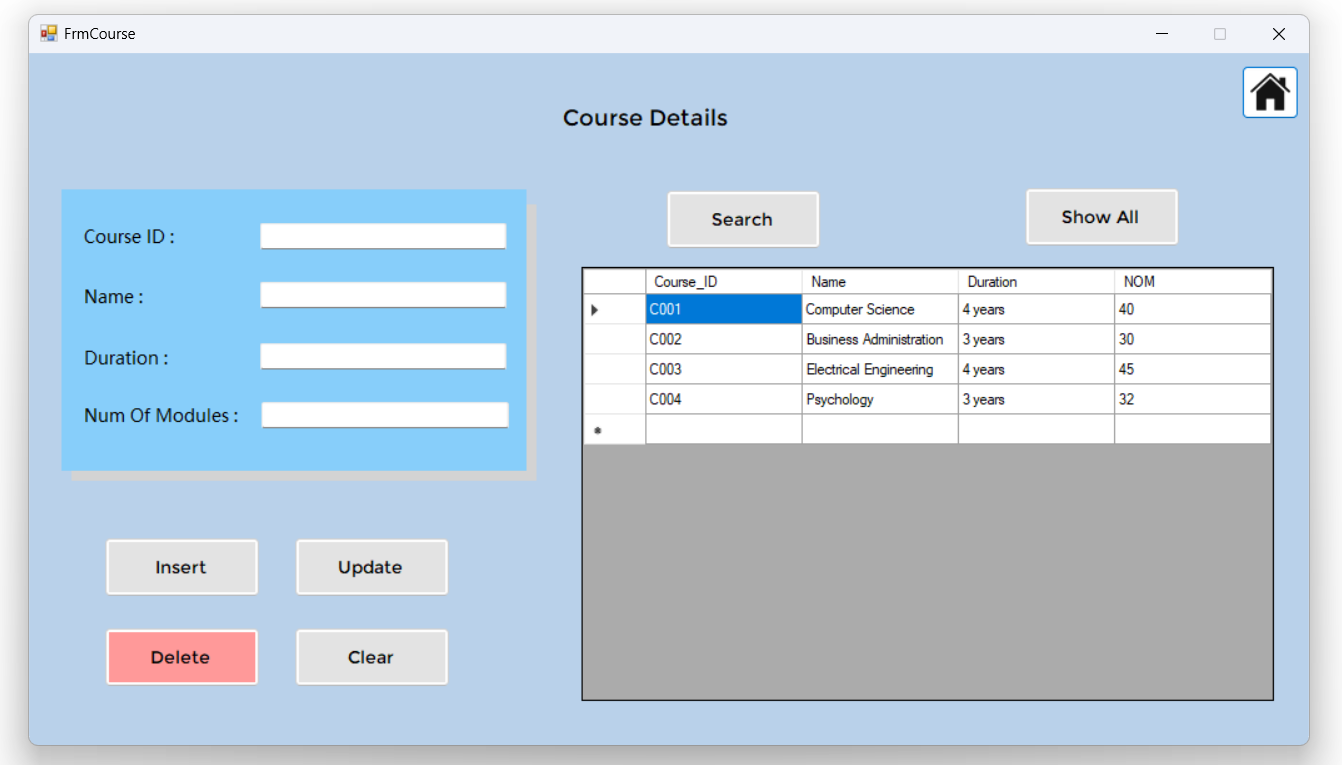 FrmCourse
Course Details
Course ID :
Name :
Duration :
Num Of Modules :
Insert
Update
Delete
Clear
Search
Show All
Course_ID Name Duration NOM
C001 Computer Science 4 years 40
C002 Business Administration 3 years 30
C003 Electrical Engineering 4 years 45
C004 Psychology 3 years 32